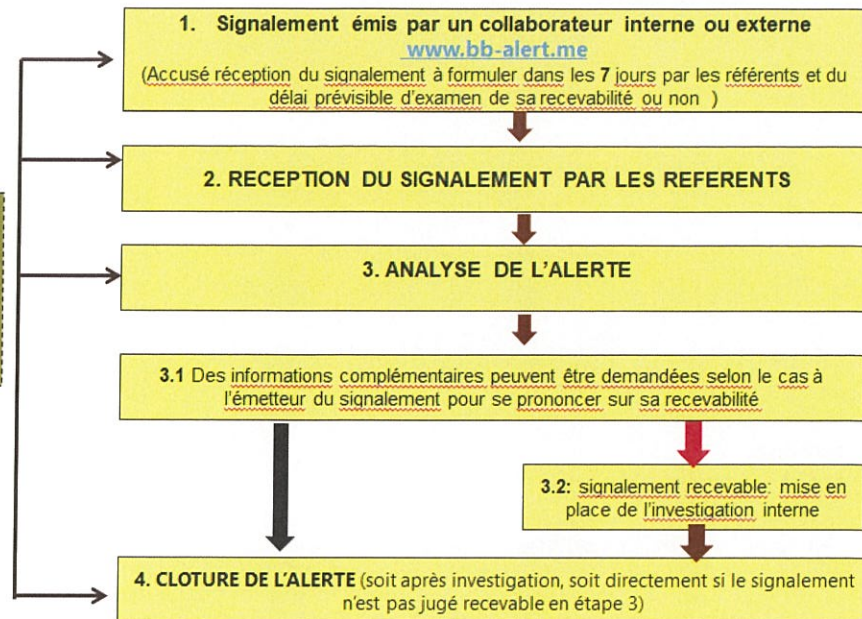 1. Signalement émis par un collaborateur interne ou externe
www.bb-alert.me
(Accusé réception du signalement à formuler dans les 7 jours par les référents et du
délai prévisible d'examen de sa recevabilité ou non )
2. RECEPTION DU SIGNALEMENT PAR LES REFERENTS
3. ANALYSE DE L'ALERTE
3.1 Des informations complémentaires peuvent être demandées selon le cas à
l'émetteur du signalement pour se prononcer sur sa recevabilité
3.2: signalement recevable: mise en
place de l'investigation interne
4. CLOTURE DE L'ALERTE (soit après investigation, soit directement si le signalement
n'est pas jugé recevable en étape 3)